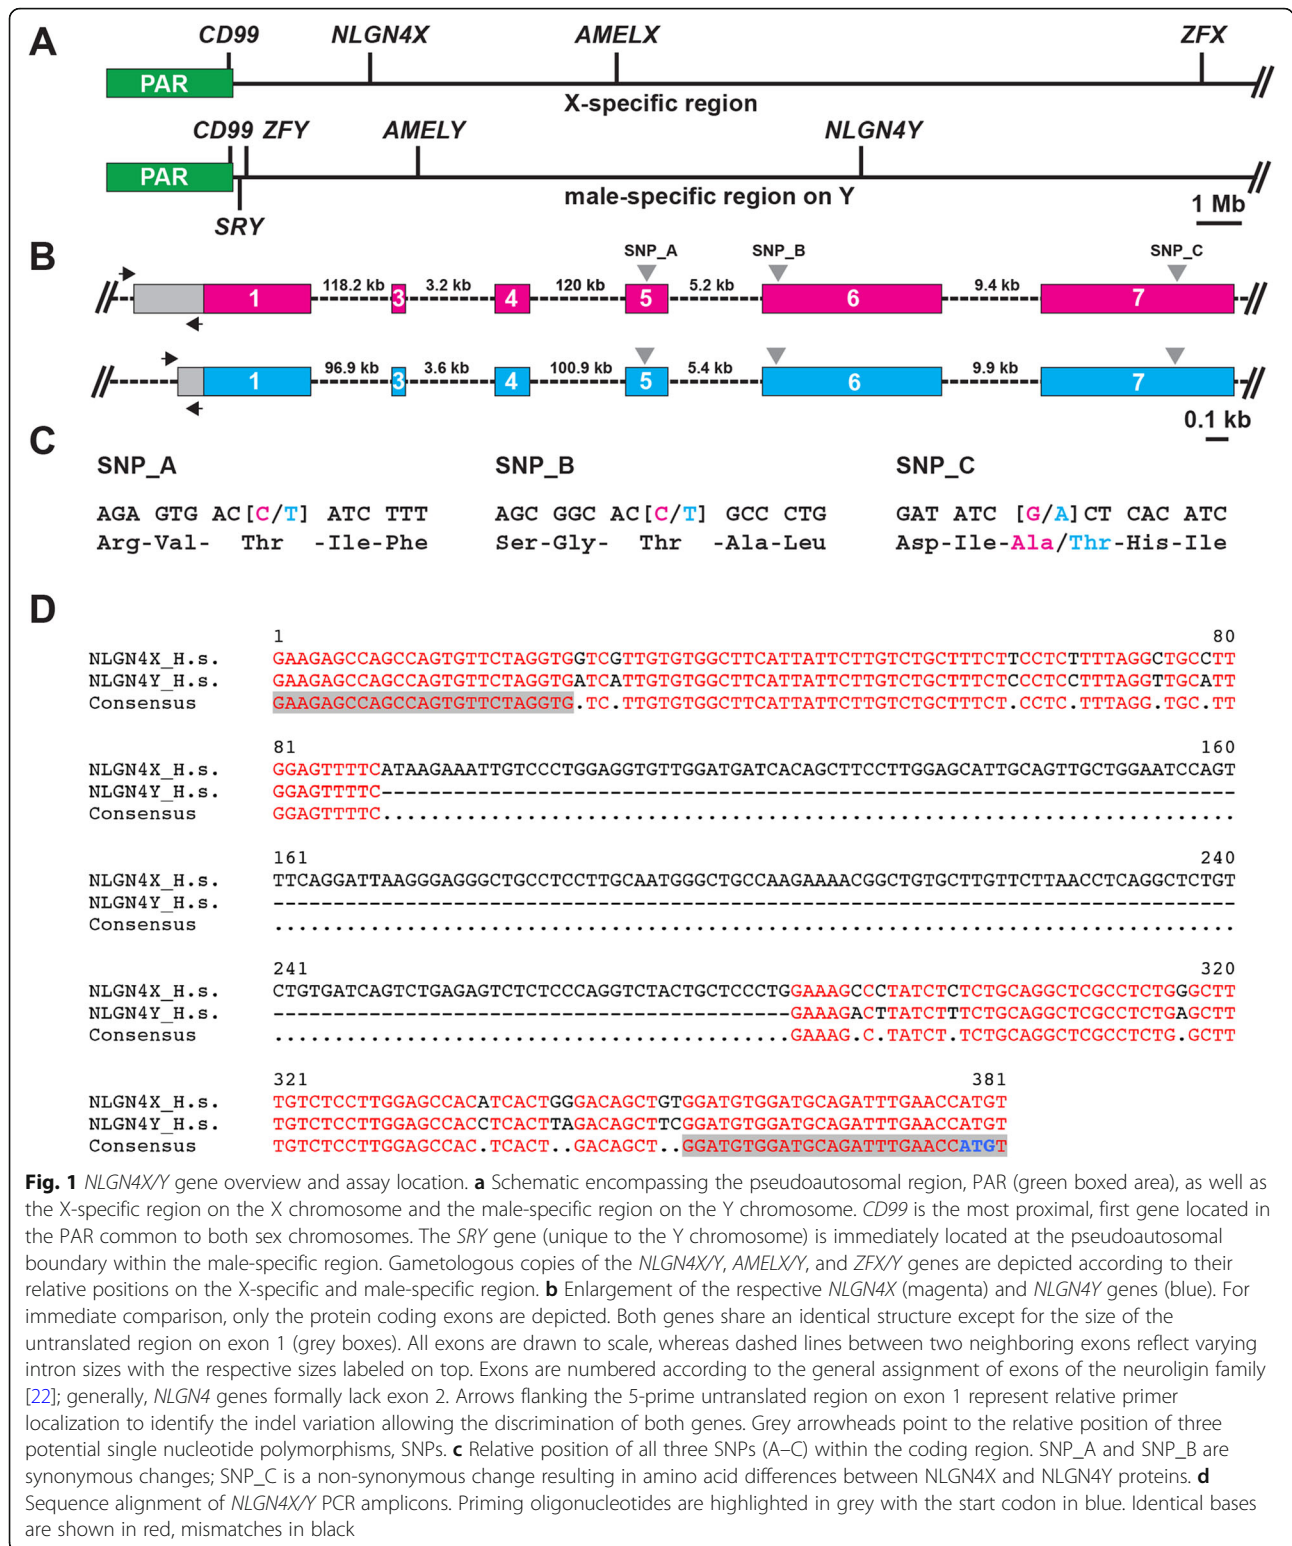 A
CD99 NLGN4X AMELX ZFX
PAR
X-specific region
CD99 ZFY AMELY NLGN4Y
PAR
male-specific region on Y
SRY
1 Mb
B
SNP_A SNP_B SNP_C
118.2 kb 3.2 kb 120 kb 5.2 kb 9.4 kb
1 3 4 5 6 7
96.9 kb 3.6 kb 100.9 kb 5.4 kb 9.9 kb
1 3 4 5 6 7
0.1 kb
C
SNP_A SNP_B SNP_C
AGA GTG AC[C/T] ATC TTT AGC GGC AC[C/T] GCC CTG GAT ATC [G/A]CT CAC ATC
Arg-Val- Thr -Ile-Phe Ser-Gly- Thr -Ala-Leu Asp-Ile-Ala/Thr-His-Ile
D
1 80
NLGN4X_H.s. GAAGAGCCAGCCAGTGTTCTAGGTGGTCGTTGTGTGGCTTCATTATTCTTGTCTGCTTTCTTCCTCTTTTAGGCTGCCTT
NLGN4Y_H.s. GAAGAGCCAGCCAGTGTTCTAGGTGATCATTGTGTGGCTTCATTATTCTTGTCTGCTTTCTCCCTCCTTTAGGTTGCATT
Consensus GAAGAGCCAGCCAGTGTTCTAGGTG.TC.TTGTGTGGCTTCATTATTCTTGTCTGCTTTCT.CCTC.TTTAGG.TGC.TT
81 160
NLGN4X_H.s. GGAGTTTTCATAAGAAATTGTCCCTGGAGGTGTTGGATGATCACAGCTTCCTTGGAGCATTGCAGTTGCTGGAATCCAGT
NLGN4Y_H.s. GGAGTTTTC-----------------------------------------------------------------------
Consensus GGAGTTTTC.......................................................................
161 240
NLGN4X_H.s. TTCAGGATTAAGGGAGGGCTGCCTCCTTGCAATGGGCTGCCAAGAAAACGGCTGTGCTTGTTCTTAACCTCAGGCTCTGT
NLGN4Y_H.s. --------------------------------------------------------------------------------
Consensus ................................................................................
241 320
NLGN4X_H.s. CTGTGATCAGTCTGAGAGTCTCTCCCAGGTCTACTGCTCCCTGGAAAGCCCTATCTCTCTGCAGGCTCGCCTCTGGGCTT
NLGN4Y_H.s. -------------------------------------------GAAAGACTTATCTTTCTGCAGGCTCGCCTCTGAGCTT
Consensus ...........................................GAAAG.C.TATCT.TCTGCAGGCTCGCCTCTG.GCTT
321 381
NLGN4X_H.s. TGTCTCCTTGGAGCCACATCACTGGGACAGCTGTGGATGTGGATGCAGATTTGAACCATGT
NLGN4Y_H.s. TGTCTCCTTGGAGCCACCTCACTTAGACAGCTTCGGATGTGGATGCAGATTTGAACCATGT
Consensus TGTCTCCTTGGAGCCAC.TCACT..GACAGCT..GGATGTGGATGCAGATTTGAACCATGT
Fig. 1 NLGN4X/Y gene overview and assay location. a Schematic encompassing the pseudoautosomal region, PAR (green boxed area), as well as
the X-specific region on the X chromosome and the male-specific region on the Y chromosome. CD99 is the most proximal, first gene located in
the PAR common to both sex chromosomes. The SRY gene (unique to the Y chromosome) is immediately located at the pseudoautosomal
boundary within the male-specific region. Gametologous copies of the NLGN4X/Y, AMELX/Y, and ZFX/Y genes are depicted according to their
relative positions on the X-specific and male-specific region. b Enlargement of the respective NLGN4X (magenta) and NLGN4Y genes (blue). For
immediate comparison, only the protein coding exons are depicted. Both genes share an identical structure except for the size of the
untranslated region on exon 1 (grey boxes). All exons are drawn to scale, whereas dashed lines between two neighboring exons reflect varying
intron sizes with the respective sizes labeled on top. Exons are numbered according to the general assignment of exons of the neuroligin family
[22]; generally, NLGN4 genes formally lack exon 2. Arrows flanking the 5-prime untranslated region on exon 1 represent relative primer
localization to identify the indel variation allowing the discrimination of both genes. Grey arrowheads point to the relative position of three
potential single nucleotide polymorphisms, SNPs. c Relative position of all three SNPs (A–C) within the coding region. SNP_A and SNP_B are
synonymous changes; SNP_C is a non-synonymous change resulting in amino acid differences between NLGN4X and NLGN4Y proteins. d
Sequence alignment of NLGN4X/Y PCR amplicons. Priming oligonucleotides are highlighted in grey with the start codon in blue. Identical bases
are shown in red, mismatches in black